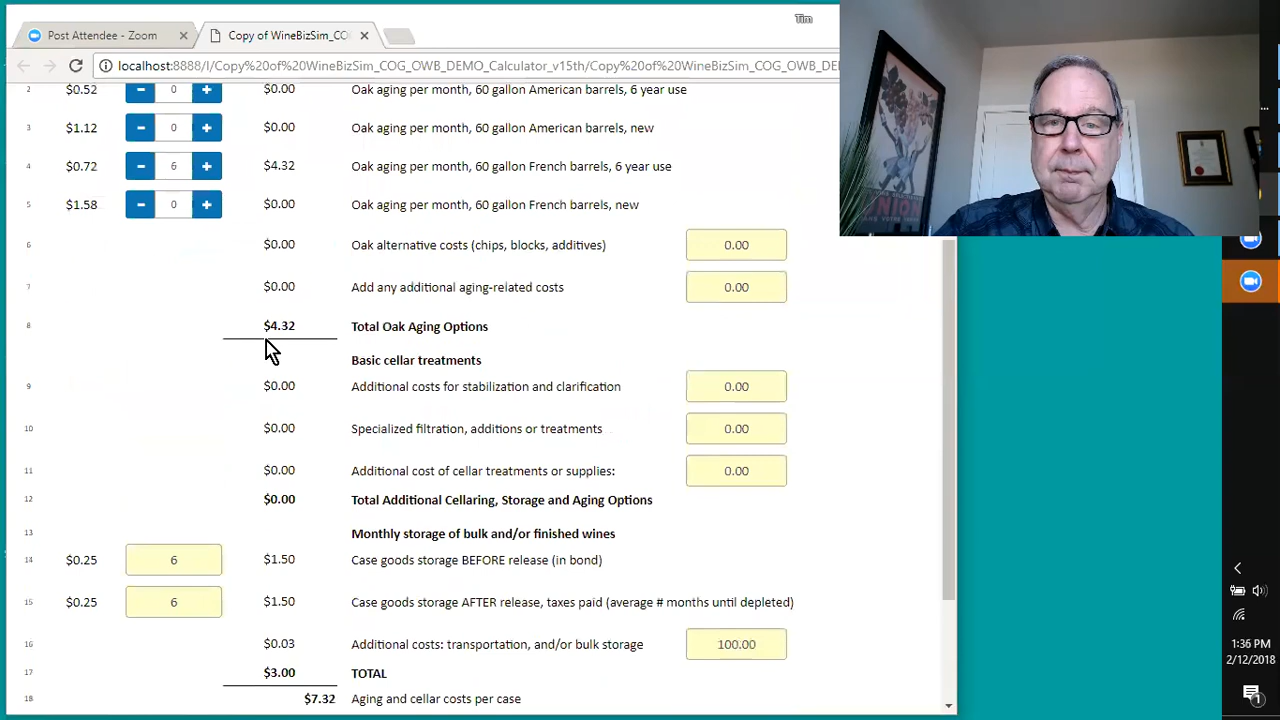 Tim
Post Attendee - Zoom
Copy of WineBizSim_CO
localhost:8888/I/Copy%20of%20WineBizSim_COG_OWB_DEMO_Calculator_v15th/Copy%20of%20WineBizSim_COG_OWB_DEM
2 $0.52 - 0 + $0.00 Oak aging per month, 60 gallon American barrels, 6 year use
3 $1.12 - 0 + $0.00 Oak aging per month, 60 gallon American barrels, new
4 $0.72 - 6 + $4.32 Oak aging per month, 60 gallon French barrels, 6 year use
5 $1.58 - 0 + $0.00 Oak aging per month, 60 gallon French barrels, new
6 $0.00 Oak alternative costs (chips, blocks, additives) 0.00
7 $0.00 Add any additional aging-related costs 0.00
8 $4.32 Total Oak Aging Options
Basic cellar treatments
9 $0.00 Additional costs for stabilization and clarification 0.00
10 $0.00 Specialized filtration, additions or treatments 0.00
11 $0.00 Additional cost of cellar treatments or supplies: 0.00
12 $0.00 Total Additional Cellaring, Storage and Aging Options
13 Monthly storage of bulk and/or finished wines
14 $0.25 6 $1.50 Case goods storage BEFORE release (in bond)
15 $0.25 6 $1.50 Case goods storage AFTER release, taxes paid (average # months until depleted)
16 $0.03 Additional costs: transportation, and/or bulk storage 100.00
17 $3.00 TOTAL
18 $7.32 Aging and cellar costs per case
1:36 PM
2/12/2018
1